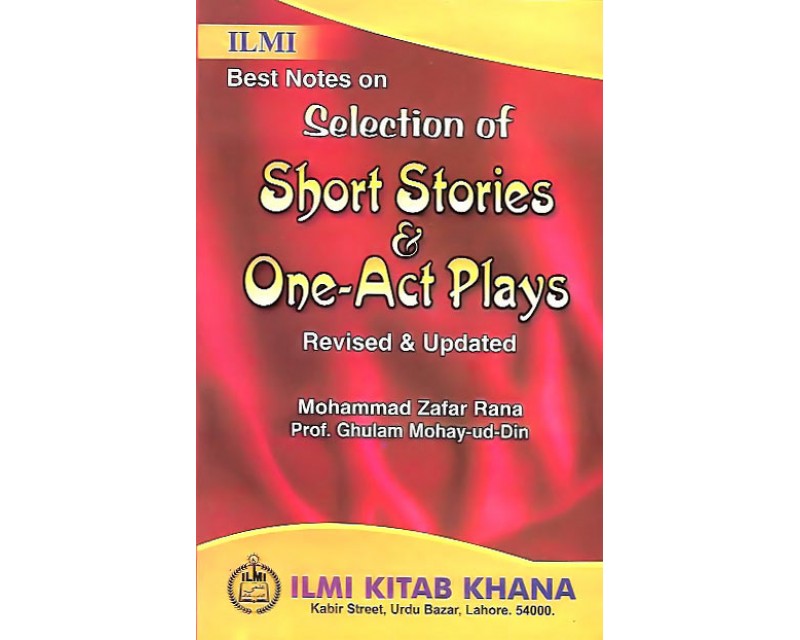 ILMI
Best Notes on
Selection of
Short Stories
&
One-Act Plays
Revised & Updated
Mohammad Zafar Rana
Prof. Ghulam Mohay-ud-Din
ILMI
ILMI KITAB KHANA
Kabir Street, Urdu Bazar, Lahore. 54000.